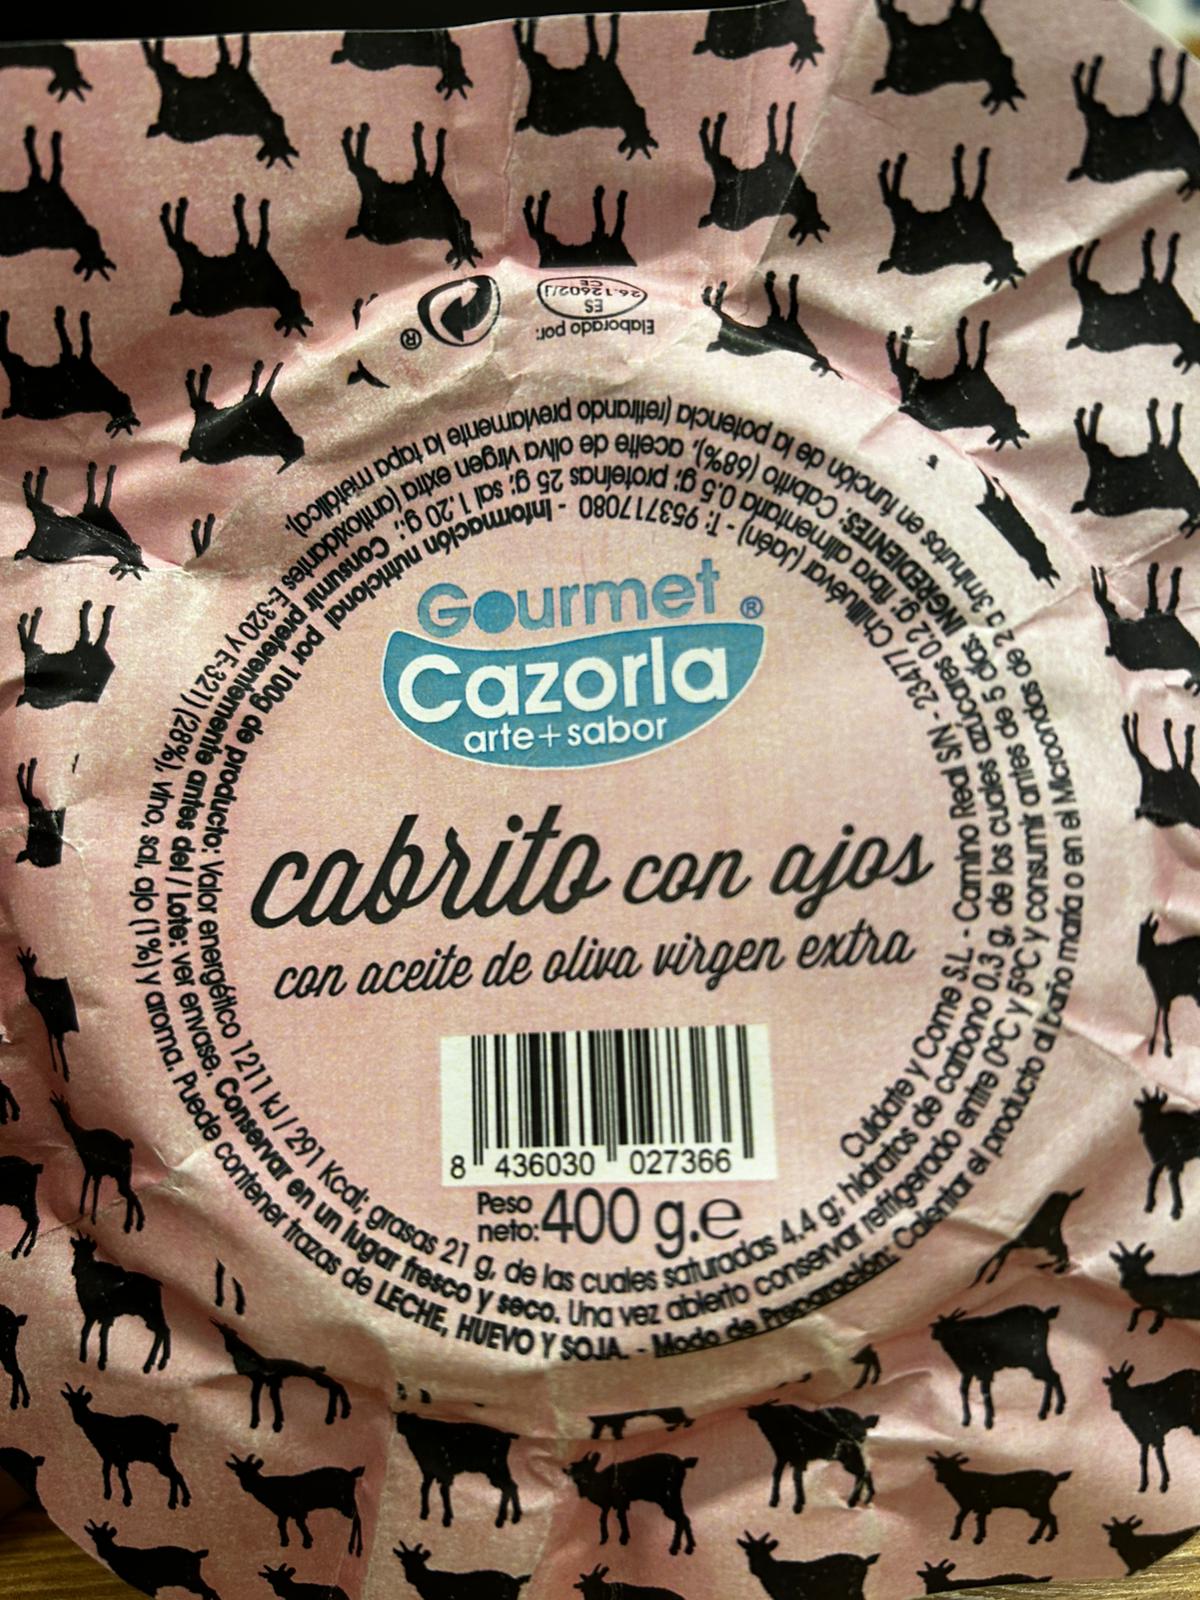 Elaborado por:
ES
26.12602/J
CE
®
Gourmet ®
Cazorla
arte+sabor
cabrito con ajos
con aceite de oliva virgen extra
8 436030 027366
Peso neto: 400 g.e
Cuídate y Come S.L. - Camino Real S/N - 23477 Chilluévar (Jaén) - T: 953717080 - Información nutricional por 100g de producto: Valor energético 1211 kJ / 291 Kcal; grasas 21 g, de las cuales saturadas 4.4 g; hidratos de carbono 0.3 g, de los cuales azúcares 0.2 g; fibra alimentaria 0.5 g; proteínas 25 g; sal 1.20 g.; Consumir preferentemente antes del / Lote: ver envase. Conservar en un lugar fresco y seco. Una vez abierto conservar refrigerado entre 0ºC y 5ºC y consumir antes de 5 días. INGREDIENTES: Cabrito (68%), aceite de oliva virgen extra (antioxidantes E-320 y E-321) (28%), vino, sal, ajo (1%) y aroma. Puede contener trazas de LECHE, HUEVO Y SOJA. - Modo de Preparación: Calentar el producto al baño maría o en el Microondas de 2 a 3minutos en función de la potencia (retirando previamente la tapa metálica).